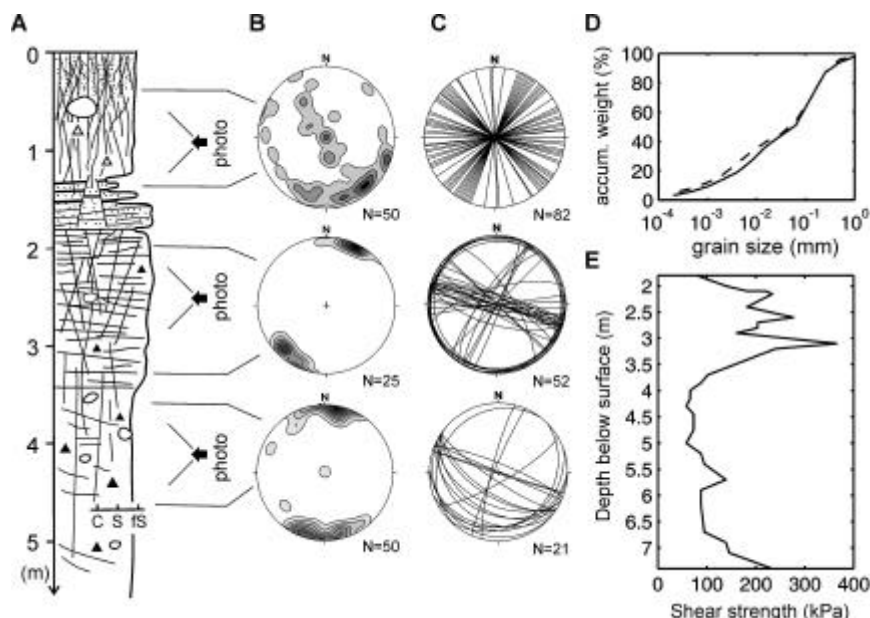 A
B
C
D
0
1
2
3
4
5
(m)
C S fS
photo
photo
photo
N
N=50
N=25
N
N=50
N
N=82
N
N=52
N
N=21
accum. weight (%)
100
80
60
40
20
0
10-4 10-3 10-2 10-1 100
grain size (mm)
E
Depth below surface (m)
2
2.5
3
3.5
4
4.5
5
5.5
6
6.5
7
0 100 200 300 400
Shear strength (kPa)